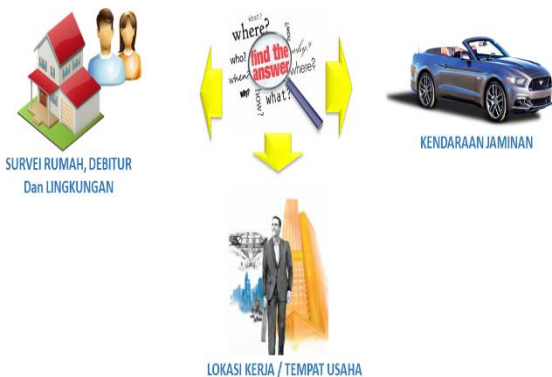 what?
where?
who?
find the
answer
why?
when?
where?
why
what?
how?
SURVEI RUMAH, DEBITUR
Dan LINGKUNGAN
KENDARAAN JAMINAN
LOKASI KERJA / TEMPAT USAHA